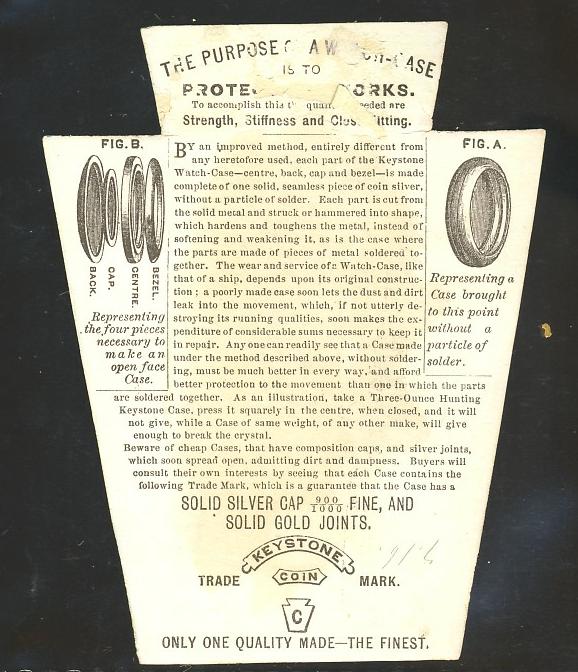 THE PURPOSE A CASE
IS TO
To accomplish this are
Strength, Stiffness and
FIG. B.
BACK.
CAP.
CENTRE.
BEZEL.
Representing
the four pieces
necessary to
make an
open face
Case.
BY an improved method, entirely different from
any heretofore used, each part of the Keystone
Watch-Case—centre, back, cap and bezel—is made
complete of one solid, seamless piece of coin silver,
without a particle of solder. Each part is cut from
the solid metal and struck or hammered into shape,
which hardens and toughens the metal, instead of
softening and weakening it, as is the case where
the parts are made of pieces of metal soldered to-
gether. The wear and service of a Watch-Case, like
that of a ship, depends upon its original construc-
tion; a poorly made case soon lets the dust and dirt
leak into the movement, which, if not utterly de-
stroying its running qualities, soon makes the ex-
penditure of considerable sums necessary to keep it
in repair. Any one can readily see that a Case made
under the method described above, without solder-
ing, must be much better in every way, and afford
better protection to the movement than one in which the parts
are soldered together. As an illustration, take a Three-Ounce Hunting
Keystone Case, press it squarely in the centre, when closed, and it will
not give, while a Case of same weight, of any other make, will give
enough to break the crystal.
FIG. A.
Representing a
Case brought
to this point
without a
particle of
solder.
Beware of cheap Cases, that have composition caps, and silver joints,
which soon spread open, admitting dirt and dampness. Buyers will
consult their own interests by seeing that each Case contains the
following Trade Mark, which is a guarantee that the Case has a
SOLID SILVER CAP 900/1000 FINE, AND
SOLID GOLD JOINTS.
KEYSTONE
TRADE COIN MARK.
C
ONLY ONE QUALITY MADE—THE FINEST.